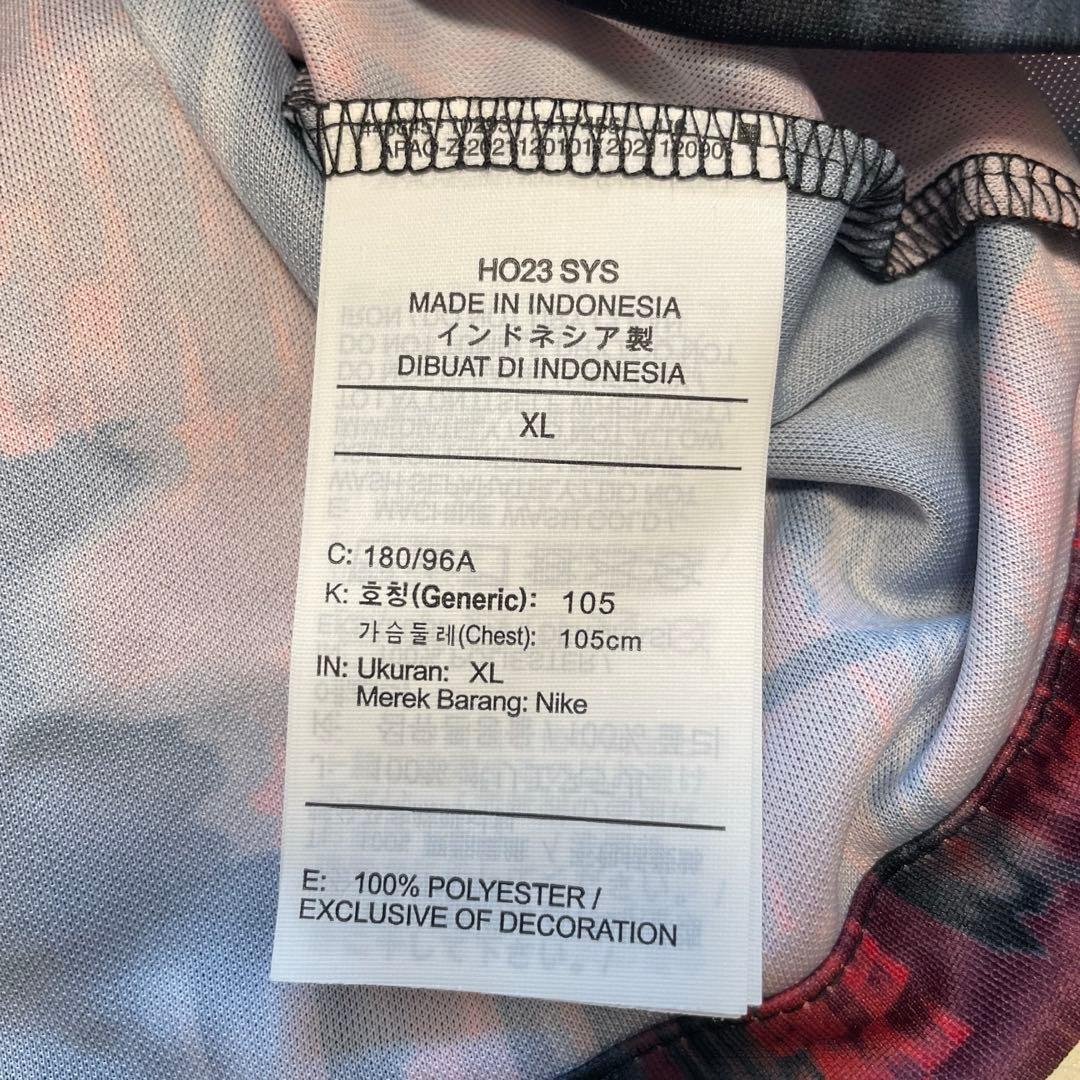 HO23 SYS
MADE IN INDONESIA
インドネシア製
DIBUAT DI INDONESIA
XL
C: 180/96A
K: 호칭(Generic): 105
가슴둘레(Chest): 105cm
IN: Ukuran: XL
Merek Barang: Nike
E: 100% POLYESTER /
EXCLUSIVE OF DECORATION